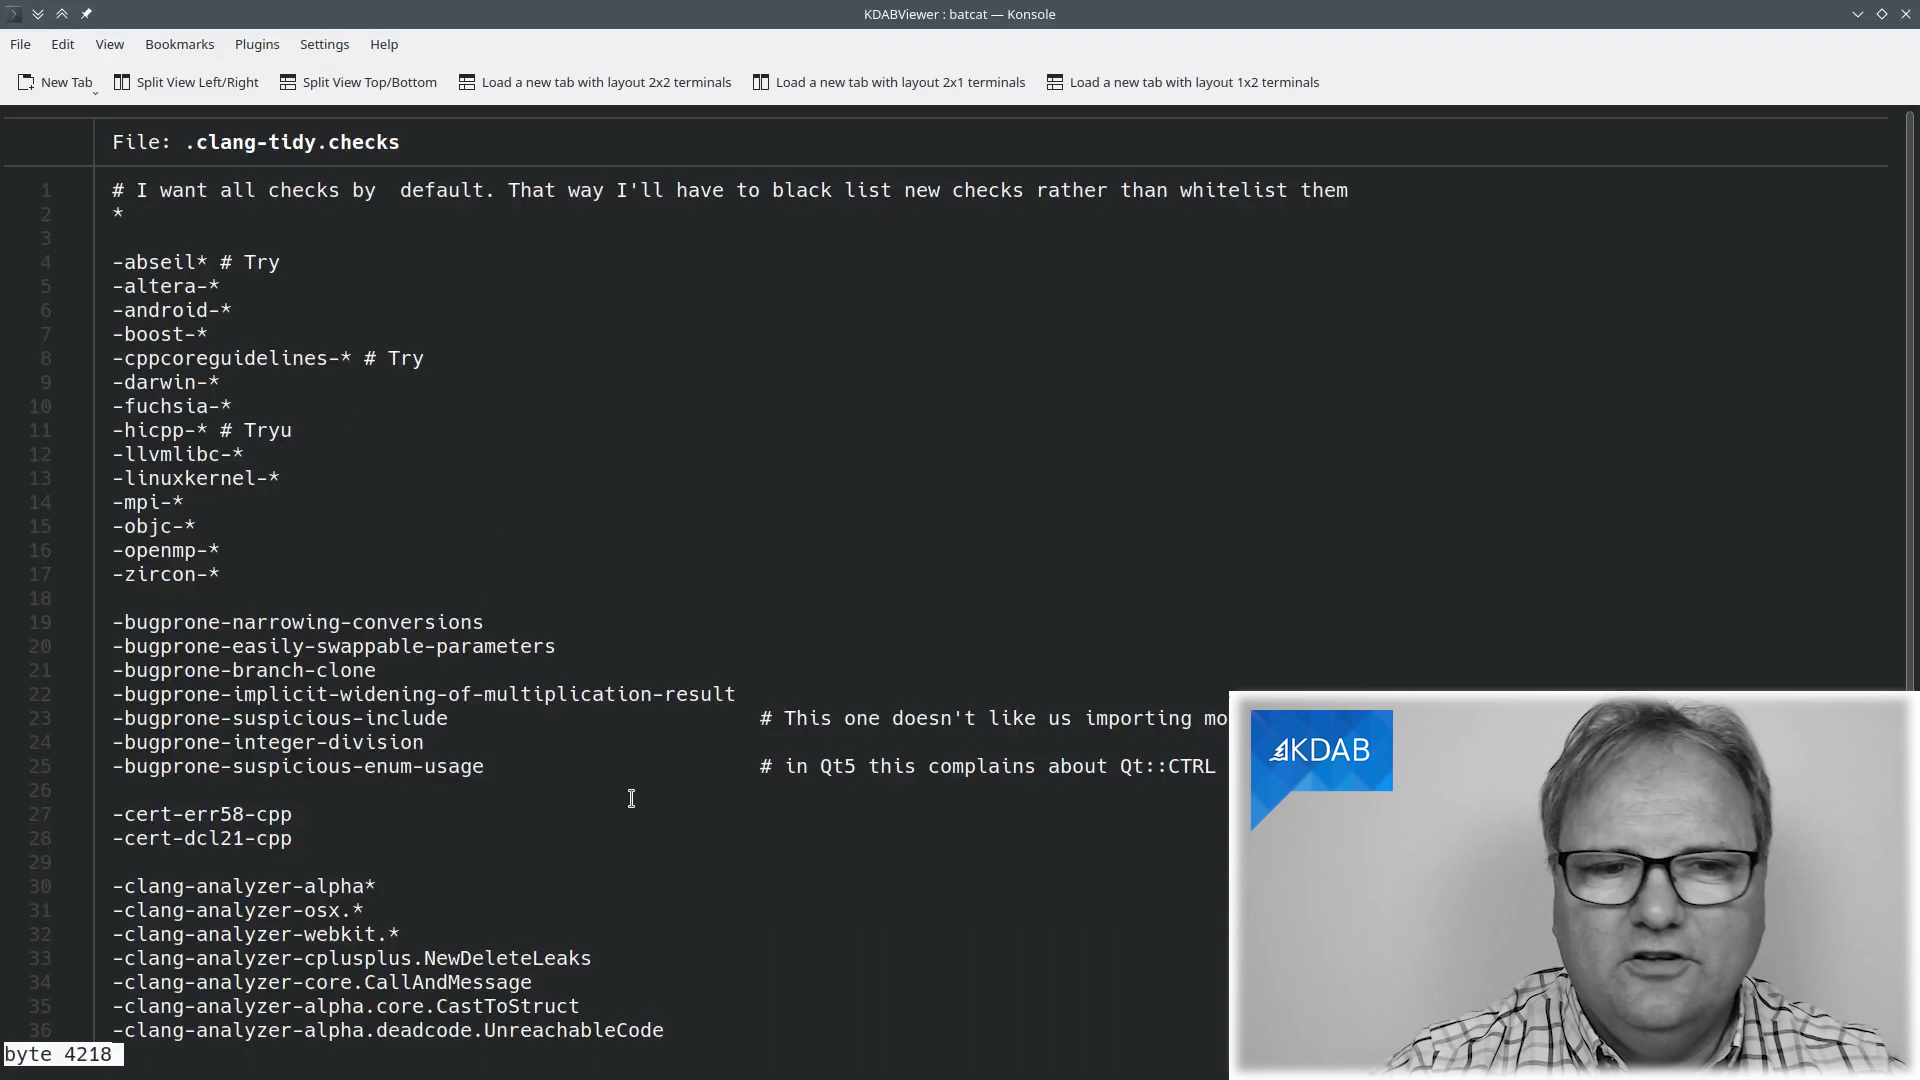 KDABViewer : batcat — Konsole
File Edit View Bookmarks Plugins Settings Help
New Tab Split View Left/Right Split View Top/Bottom Load a new tab with layout 2x2 terminals Load a new tab with layout 2x1 terminals Load a new tab with layout 1x2 terminals
File: .clang-tidy.checks
1 # I want all checks by  default. That way I'll have to black list new checks rather than whitelist them
2 *
3
4 -abseil* # Try
5 -altera-*
6 -android-*
7 -boost-*
8 -cppcoreguidelines-* # Try
9 -darwin-*
10 -fuchsia-*
11 -hicpp-* # Tryu
12 -llvmlibc-*
13 -linuxkernel-*
14 -mpi-*
15 -objc-*
16 -openmp-*
17 -zircon-*
18
19 -bugprone-narrowing-conversions
20 -bugprone-easily-swappable-parameters
21 -bugprone-branch-clone
22 -bugprone-implicit-widening-of-multiplication-result
23 -bugprone-suspicious-include # This one doesn't like us importing mo
24 -bugprone-integer-division
25 -bugprone-suspicious-enum-usage # in Qt5 this complains about Qt::CTRL
26
27 -cert-err58-cpp
28 -cert-dcl21-cpp
29
30 -clang-analyzer-alpha*
31 -clang-analyzer-osx.*
32 -clang-analyzer-webkit.*
33 -clang-analyzer-cplusplus.NewDeleteLeaks
34 -clang-analyzer-core.CallAndMessage
35 -clang-analyzer-alpha.core.CastToStruct
36 -clang-analyzer-alpha.deadcode.UnreachableCode
byte 4218
KDAB